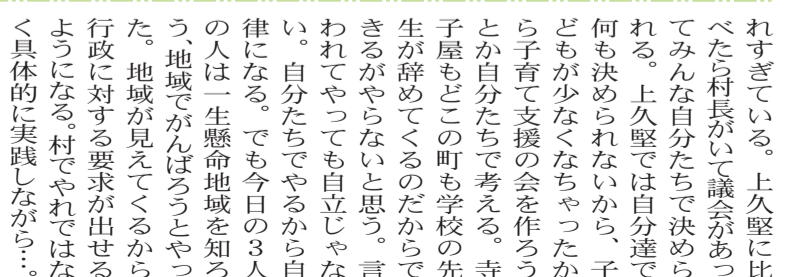 れすぎている。上久堅に比
べたら村長がいて議会があっ
てみんな自分たちで決めら
れる。上久堅では自分達で
何も決められないから、子
どもが少なくなちゃったか
ら子育て支援の会を作ろう
とか自分たちで考える。寺
子屋もどこの町も学校の先
生が辞めてくるのだからで
きるがやらないと思う。言
われてやっても自立じゃな
い。自分たちでやるから自
律になる。でも今日の3人
の人は一生懸命地域を知ろ
う、地域でがんばろうとやっ
た。地域が見えてくるから
行政に対する要求が出せる
ようになる。村でやれではな
く具体的に実践しながら…。